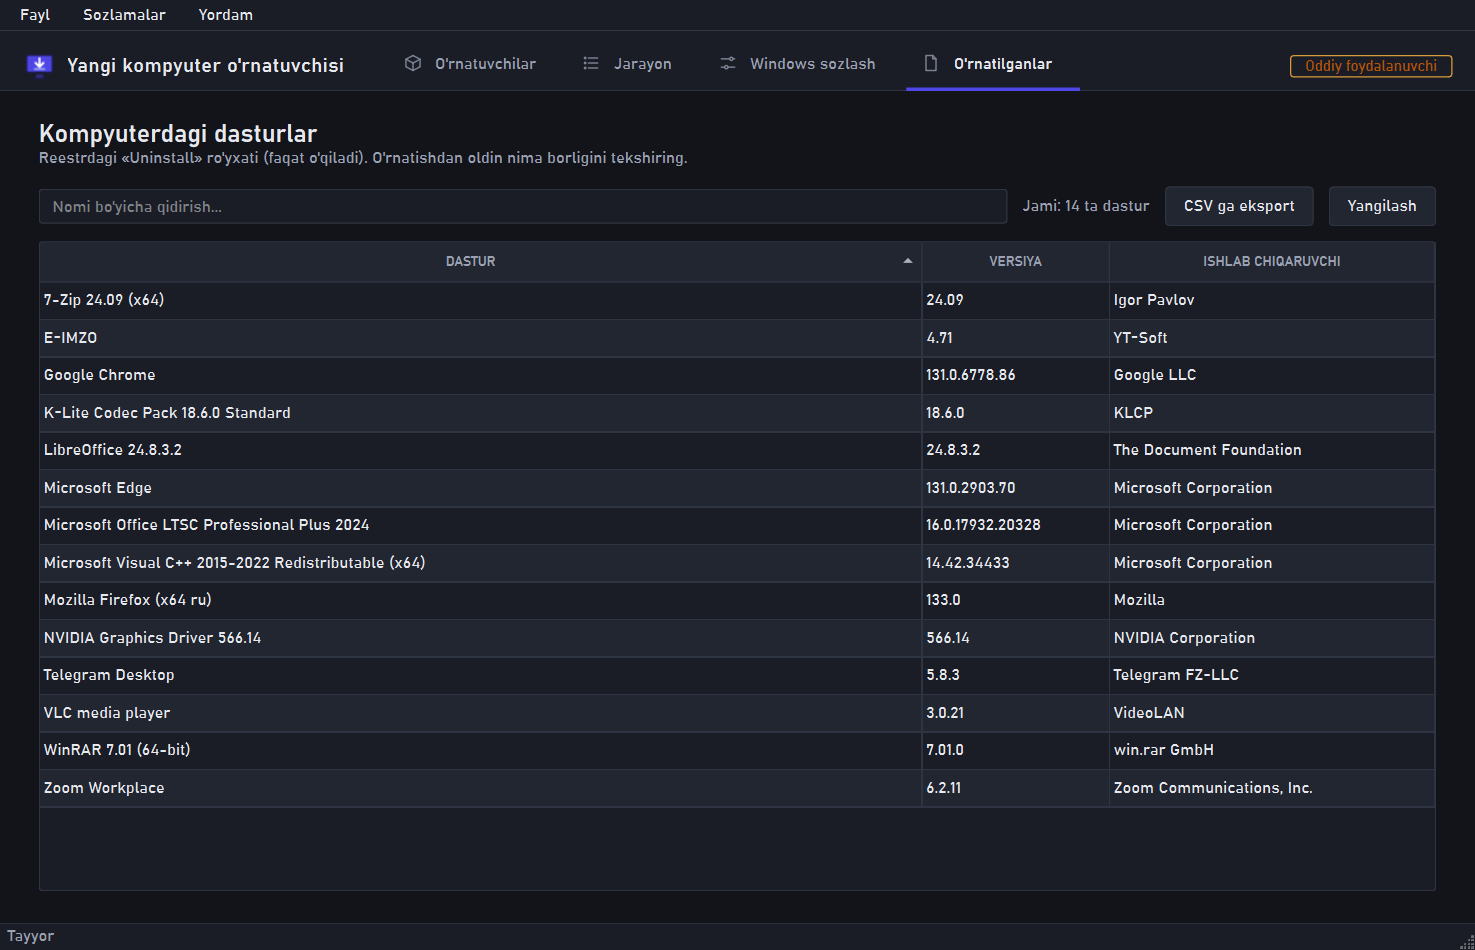 Fayl Sozlamalar Yordam
Yangi kompyuter o'rnatuvchisi O'rnatuvchilar Jarayon Windows sozlash O'rnatilganlar Oddiy foydalanuvchi
Kompyuterdagi dasturlar
Reestrdagi «Uninstall» ro'yxati (faqat o'qiladi). O'rnatishdan oldin nima borligini tekshiring.
Nomi bo'yicha qidirish... Jami: 14 ta dastur CSV ga eksport Yangilash
DASTUR VERSIYA ISHLAB CHIQARUVCHI
7-Zip 24.09 (x64) 24.09 Igor Pavlov
E-IMZO 4.71 YT-Soft
Google Chrome 131.0.6778.86 Google LLC
K-Lite Codec Pack 18.6.0 Standard 18.6.0 KLCP
LibreOffice 24.8.3.2 24.8.3.2 The Document Foundation
Microsoft Edge 131.0.2903.70 Microsoft Corporation
Microsoft Office LTSC Professional Plus 2024 16.0.17932.20328 Microsoft Corporation
Microsoft Visual C++ 2015-2022 Redistributable (x64) 14.42.34433 Microsoft Corporation
Mozilla Firefox (x64 ru) 133.0 Mozilla
NVIDIA Graphics Driver 566.14 566.14 NVIDIA Corporation
Telegram Desktop 5.8.3 Telegram FZ-LLC
VLC media player 3.0.21 VideoLAN
WinRAR 7.01 (64-bit) 7.01.0 win.rar GmbH
Zoom Workplace 6.2.11 Zoom Communications, Inc.
Tayyor